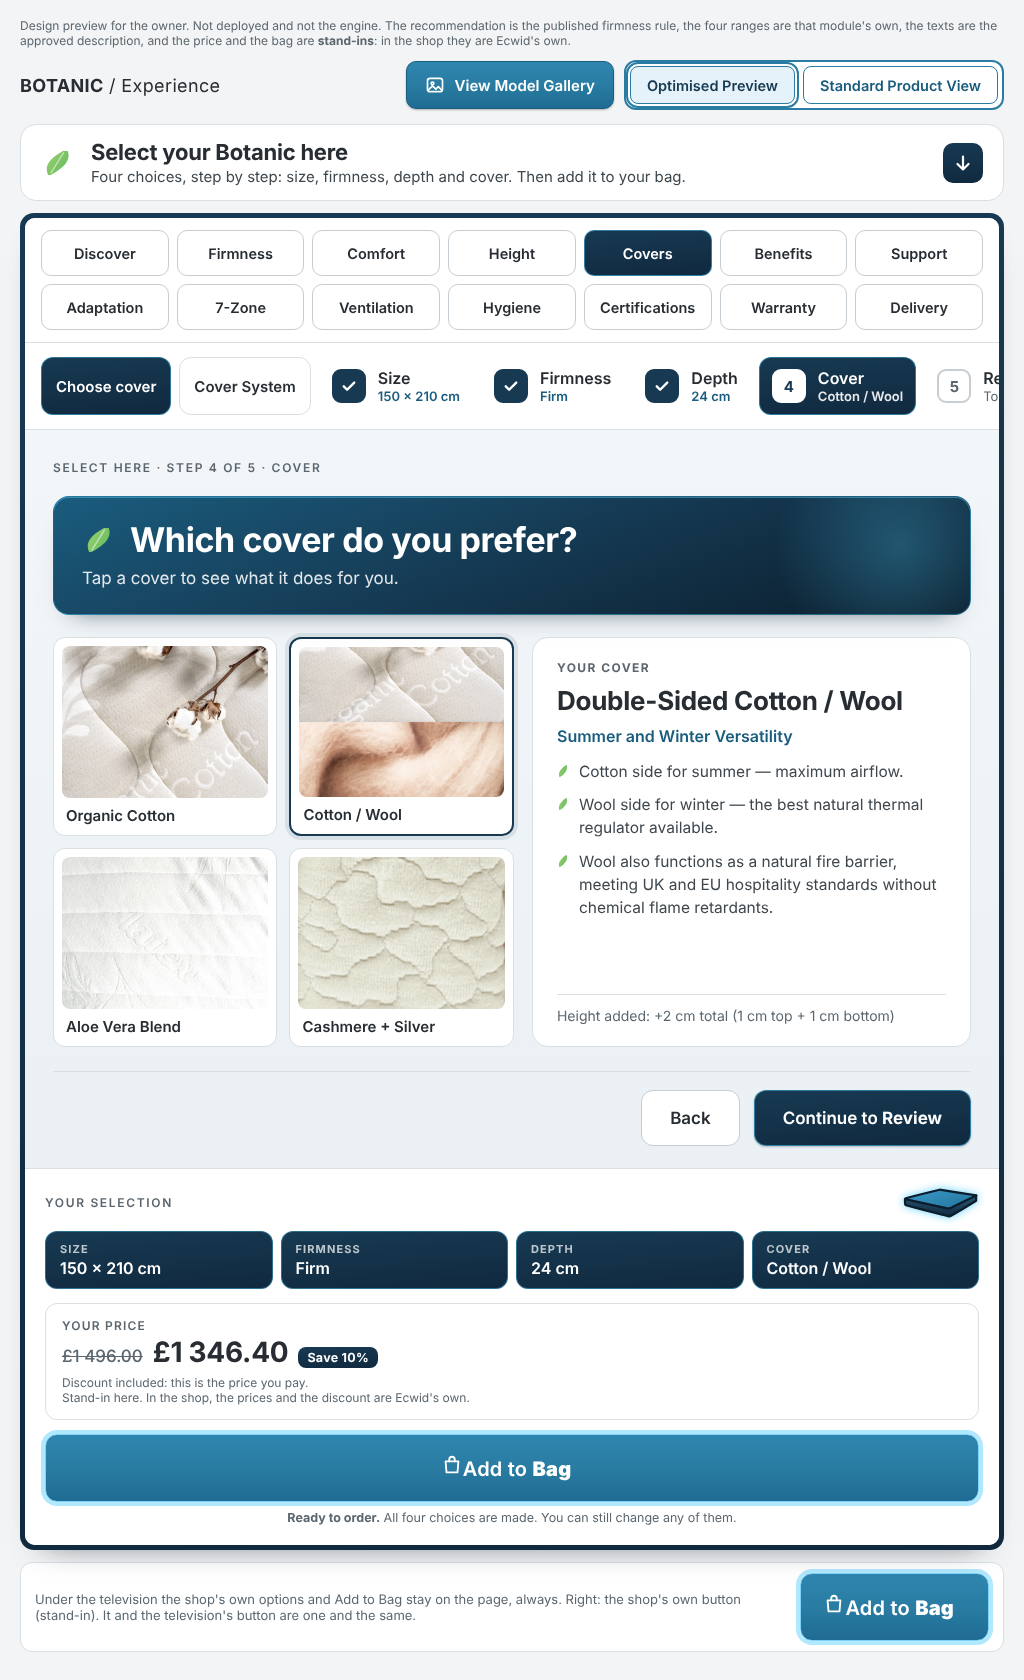 Design preview for the owner. Not deployed and not the engine. The recommendation is the published firmness rule, the four ranges are that module's own, the texts are the
approved description, and the price and the bag are stand-ins: in the shop they are Ecwid's own.
BOTANIC / Experience
View Model Gallery
Optimised Preview
Standard Product View
Select your Botanic here
Four choices, step by step: size, firmness, depth and cover. Then add it to your bag.
Discover
Firmness
Comfort
Height
Covers
Benefits
Support
Adaptation
7-Zone
Ventilation
Hygiene
Certifications
Warranty
Delivery
Choose cover
Cover System
Size
150 × 210 cm
Firmness
Firm
Depth
24 cm
4
Cover
Cotton / Wool
5
SELECT HERE · STEP 4 OF 5 · COVER
Which cover do you prefer?
Tap a cover to see what it does for you.
Cotton
Organic Cotton
Cotton
Cotton / Wool
Aloe Vera Blend
Cashmere + Silver
YOUR COVER
Double-Sided Cotton / Wool
Summer and Winter Versatility
Cotton side for summer — maximum airflow.
Wool side for winter — the best natural thermal
regulator available.
Wool also functions as a natural fire barrier,
meeting UK and EU hospitality standards without
chemical flame retardants.
Height added: +2 cm total (1 cm top + 1 cm bottom)
Back
Continue to Review
YOUR SELECTION
SIZE
150 × 210 cm
FIRMNESS
Firm
DEPTH
24 cm
COVER
Cotton / Wool
YOUR PRICE
£1 496.00 £1 346.40 Save 10%
Discount included: this is the price you pay.
Stand-in here. In the shop, the prices and the discount are Ecwid's own.
Add to Bag
Ready to order. All four choices are made. You can still change any of them.
Under the television the shop's own options and Add to Bag stay on the page, always. Right: the shop's own button
(stand-in). It and the television's button are one and the same.
Add to Bag